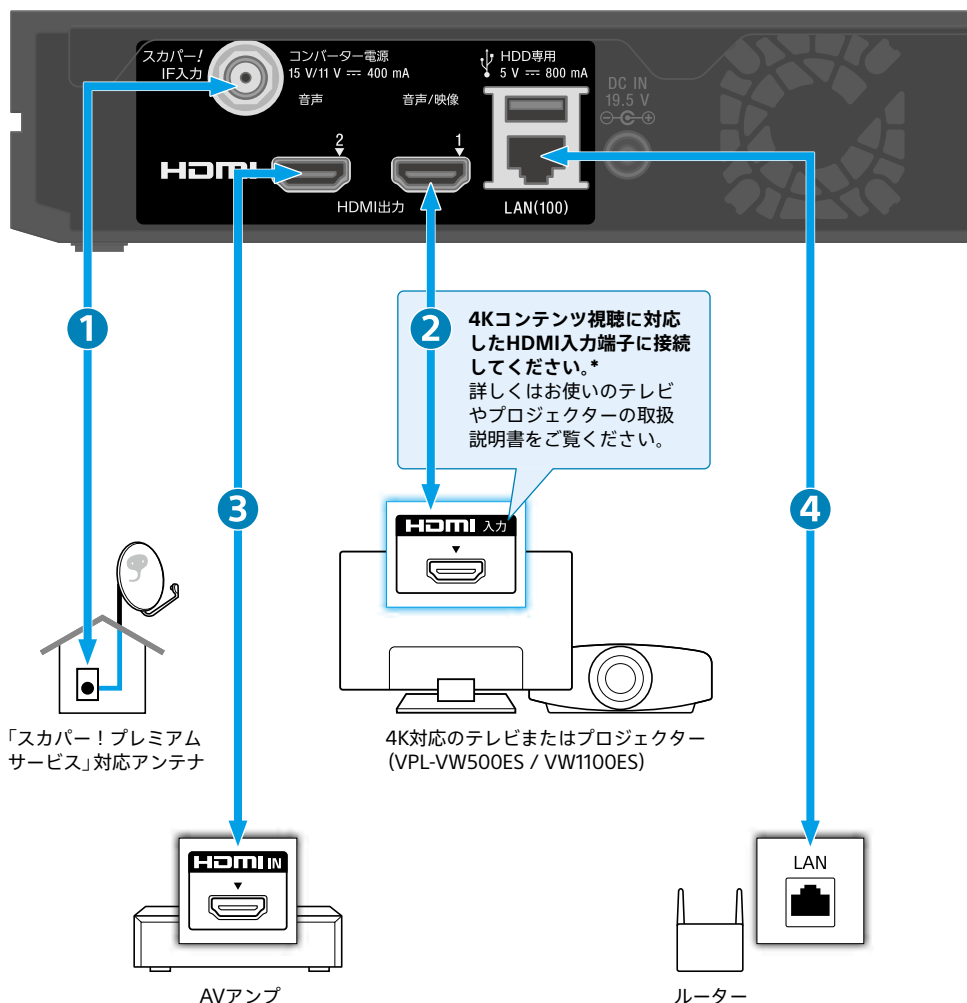 スカパー!
IF入力
コンバーター電源
15 V/11 V ⎓ 400 mA
HDD専用
5 V ⎓ 800 mA
DC IN
19.5 V
音声
音声/映像
2
1
HDMI
HDMI出力
LAN(100)
1
2
4Kコンテンツ視聴に対応
したHDMI入力端子に接続
してください。*
詳しくはお使いのテレビ
やプロジェクターの取扱
説明書をご覧ください。
3
4
HDMI 入力
「スカパー！プレミアム
サービス」対応アンテナ
4K対応のテレビまたはプロジェクター
（VPL-VW500ES / VW1100ES）
HDMI IN
LAN
AVアンプ
ルーター